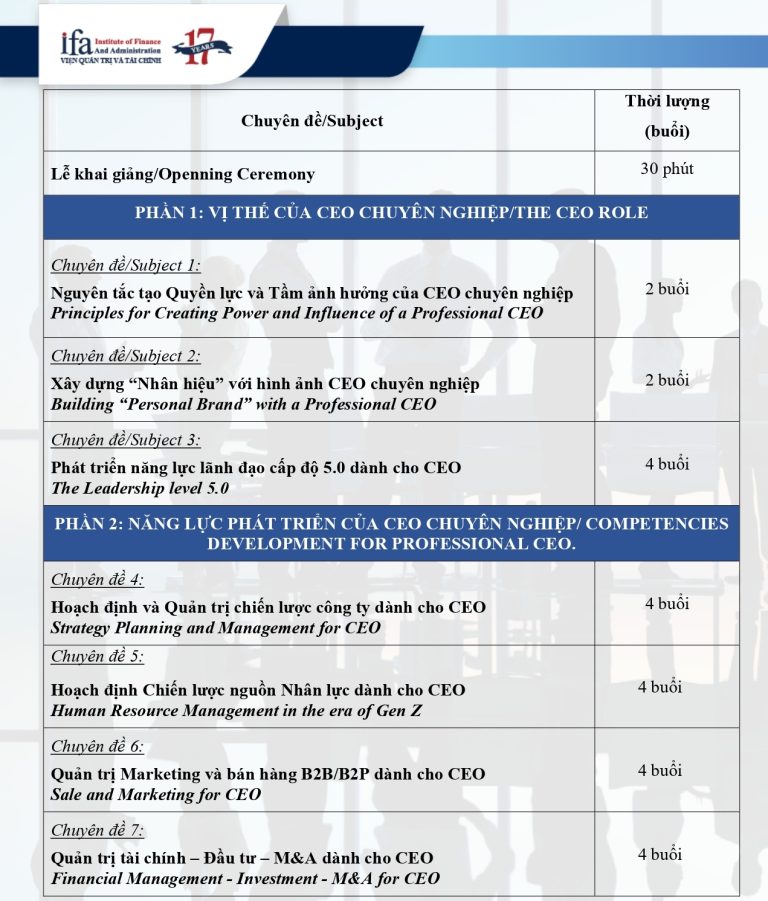 ifa Institute of Finance
And Administration
VIỆN QUẢN TRỊ VÀ TÀI CHÍNH
17
YEARS
Chuyên đề/Subject
Thời lượng
(buổi)
Lễ khai giảng/Openning Ceremony
30 phút
PHẦN 1: VỊ THẾ CỦA CEO CHUYÊN NGHIỆP/THE CEO ROLE
Chuyên đề/Subject 1:
Nguyên tắc tạo Quyền lực và Tầm ảnh hưởng của CEO chuyên nghiệp
Principles for Creating Power and Influence of a Professional CEO
2 buổi
Chuyên đề/Subject 2:
Xây dựng “Nhân hiệu” với hình ảnh CEO chuyên nghiệp
Building “Personal Brand” with a Professional CEO
2 buổi
Chuyên đề/Subject 3:
Phát triển năng lực lãnh đạo cấp độ 5.0 dành cho CEO
The Leadership level 5.0
4 buổi
PHẦN 2: NĂNG LỰC PHÁT TRIỂN CỦA CEO CHUYÊN NGHIỆP/ COMPETENCIES
DEVELOPMENT FOR PROFESSIONAL CEO.
Chuyên đề 4:
Hoạch định và Quản trị chiến lược công ty dành cho CEO
Strategy Planning and Management for CEO
4 buổi
Chuyên đề 5:
Hoạch định Chiến lược nguồn Nhân lực dành cho CEO
Human Resource Management in the era of Gen Z
4 buổi
Chuyên đề 6:
Quản trị Marketing và bán hàng B2B/B2P dành cho CEO
Sale and Marketing for CEO
4 buổi
Chuyên đề 7:
Quản trị tài chính – Đầu tư – M&A dành cho CEO
Financial Management - Investment - M&A for CEO
4 buổi